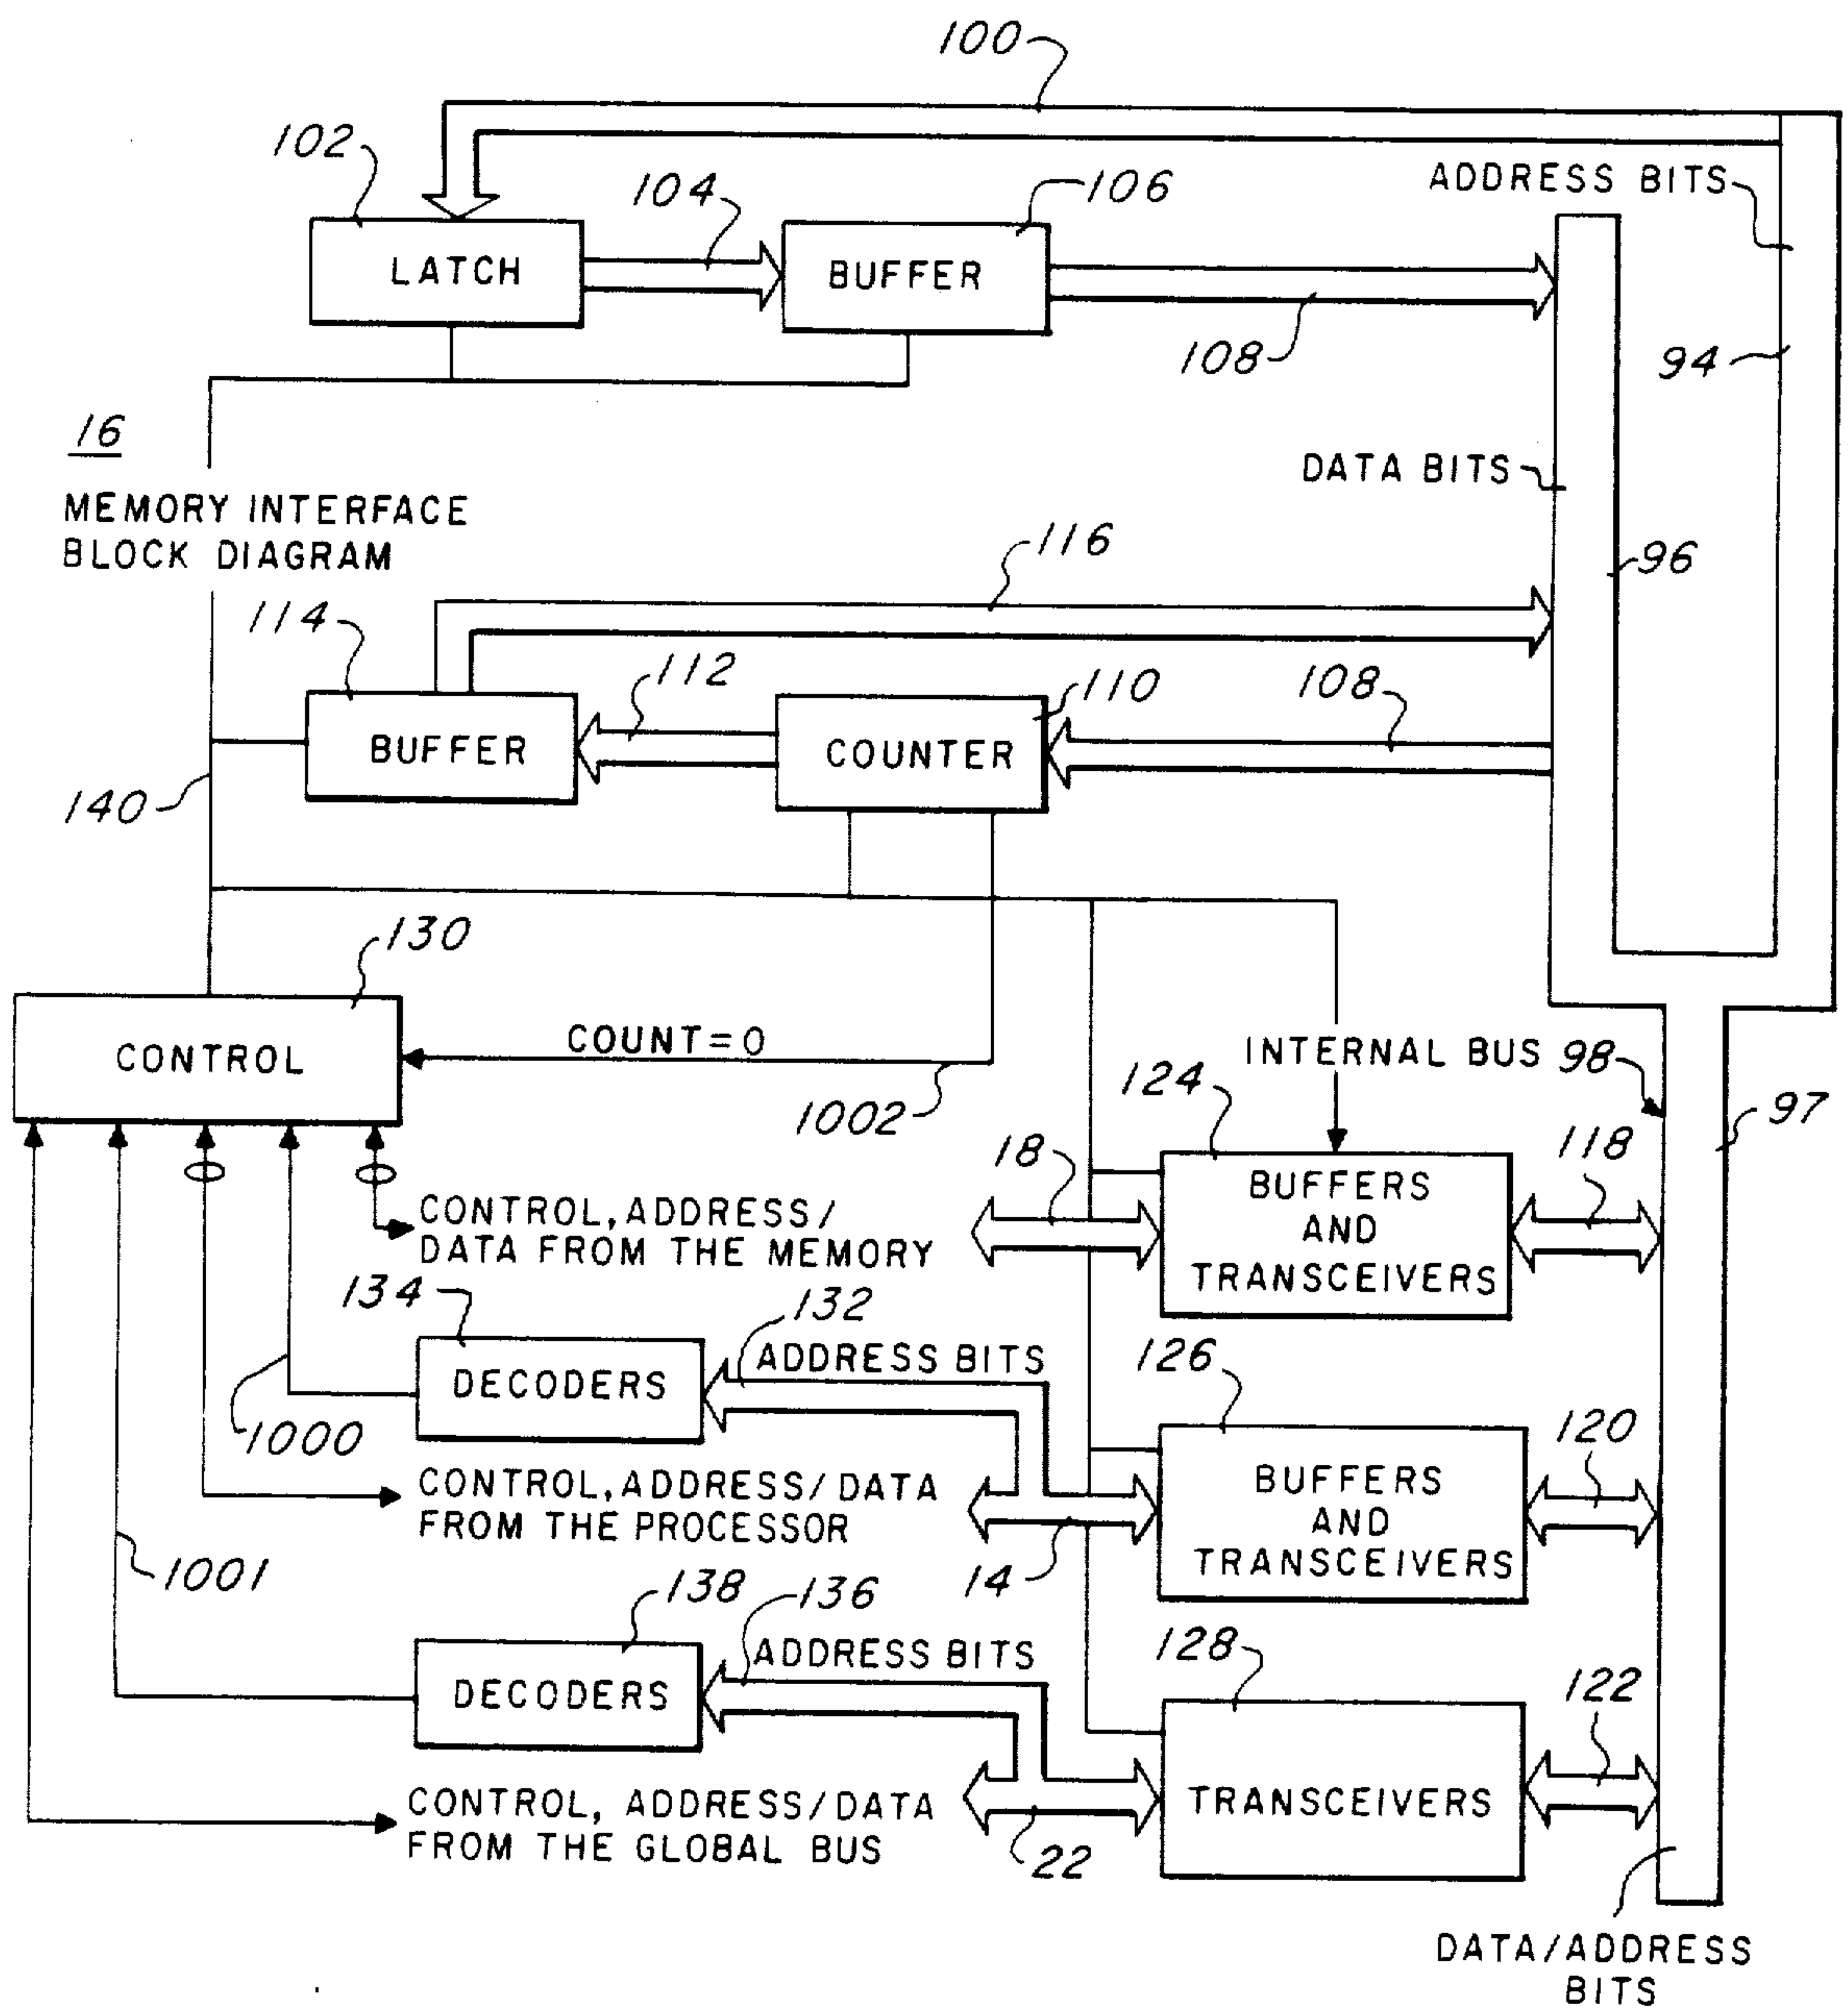 100
102
104
106
ADDRESS BITS
LATCH
BUFFER
108
94
16
DATA BITS
MEMORY INTERFACE
BLOCK DIAGRAM
116
96
114
112
110
108
BUFFER
COUNTER
140
130
CONTROL
COUNT=0
INTERNAL BUS 98
124
1002
97
18
118
BUFFERS
AND
TRANSCEIVERS
CONTROL, ADDRESS/
DATA FROM THE MEMORY
134
132
ADDRESS BITS
126
DECODERS
1000
120
CONTROL, ADDRESS/DATA
FROM THE PROCESSOR
BUFFERS
AND
TRANSCEIVERS
1001
14
138
136
ADDRESS BITS
128
122
DECODERS
TRANSCEIVERS
CONTROL, ADDRESS/DATA
FROM THE GLOBAL BUS
22
DATA/ADDRESS
BITS